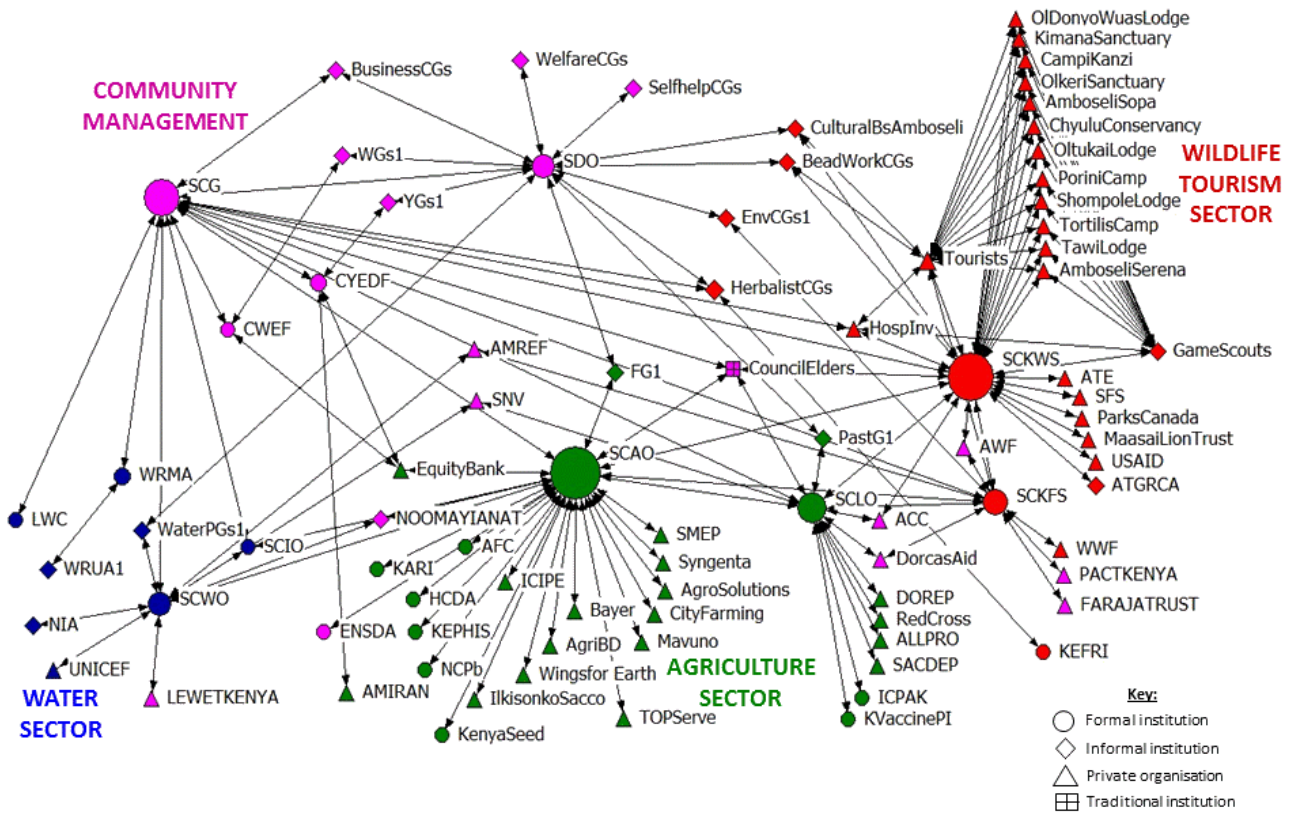 OlDonyoWuasLodge
KimanaSanctuary
CampiKanzi
OlkeriSanctuary
AmboseliSopa
ChyuluConservancy
OltukaiLodge
PoriniCamp
ShompoleLodge
TortilisCamp
TawiLodge
AmboseliSerena
WILDLIFE
TOURISM
SECTOR
WelfareCGs
BusinessCGs
SelfhelpCGs
COMMUNITY
MANAGEMENT
CulturalBsAmboseli
WGs1
SDO
BeadWorkCGs
SCG
YGs1
EnvCGs1
Tourists
CYEDF
HerbalistCGs
CWEF
HospInv
AMREF
GameScouts
FG1
CouncilElders
SCKWS
ATE
SFS
SNV
ParksCanada
PastG1
MaasaiLionTrust
AWF
SCAO
USAID
EquityBank
WRMA
ATGRCA
SCLO
SCKFS
LWC
WaterPGs1
NOOMAYIANAT
ACC
SCIO
AFC
SMEP
WWF
WRUA1
KARI
ICIPE
Syngenta
DorcasAid
PACTKENYA
SCWO
HCDA
AgroSolutions
DOREP
FARAJATRUST
NIA
ENSDA
KEPHIS
Bayer
CityFarming
RedCross
AgriBD
Mavuno
ALLPRO
KEFRI
UNICEF
NCPb
Wingsfor Earth
AGRICULTURE
SECTOR
SACDEP
WATER
SECTOR
LEWETKENYA
AMIRAN
IlkisonkoSacco
ICPAK
TOPServe
KVaccinePI
KenyaSeed
Key:
Formal institution
Informal institution
Private organisation
Traditional institution